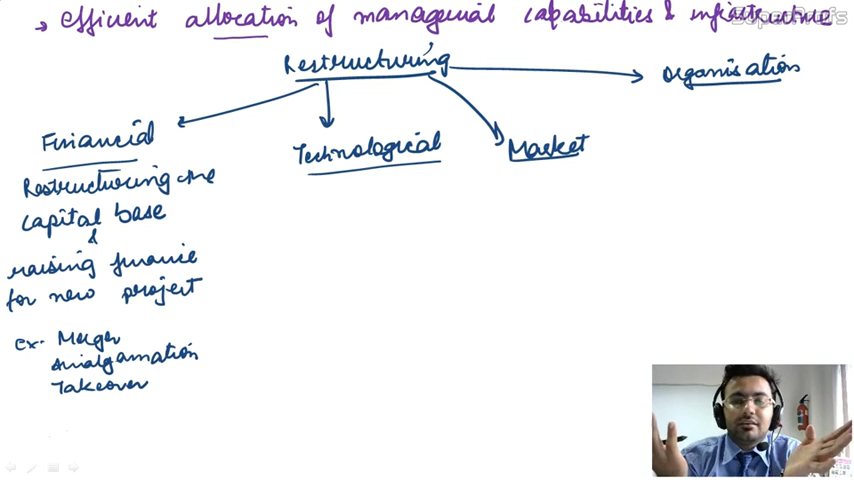 → efficient allocation of managerial capabilities & infrastructure
SuperProfs
Restructuring
Organisation
Financial
Technological
Market
Restructuring the
capital base
&
raising finance
for new project
ex- Merger
Amalgamation
Takeover